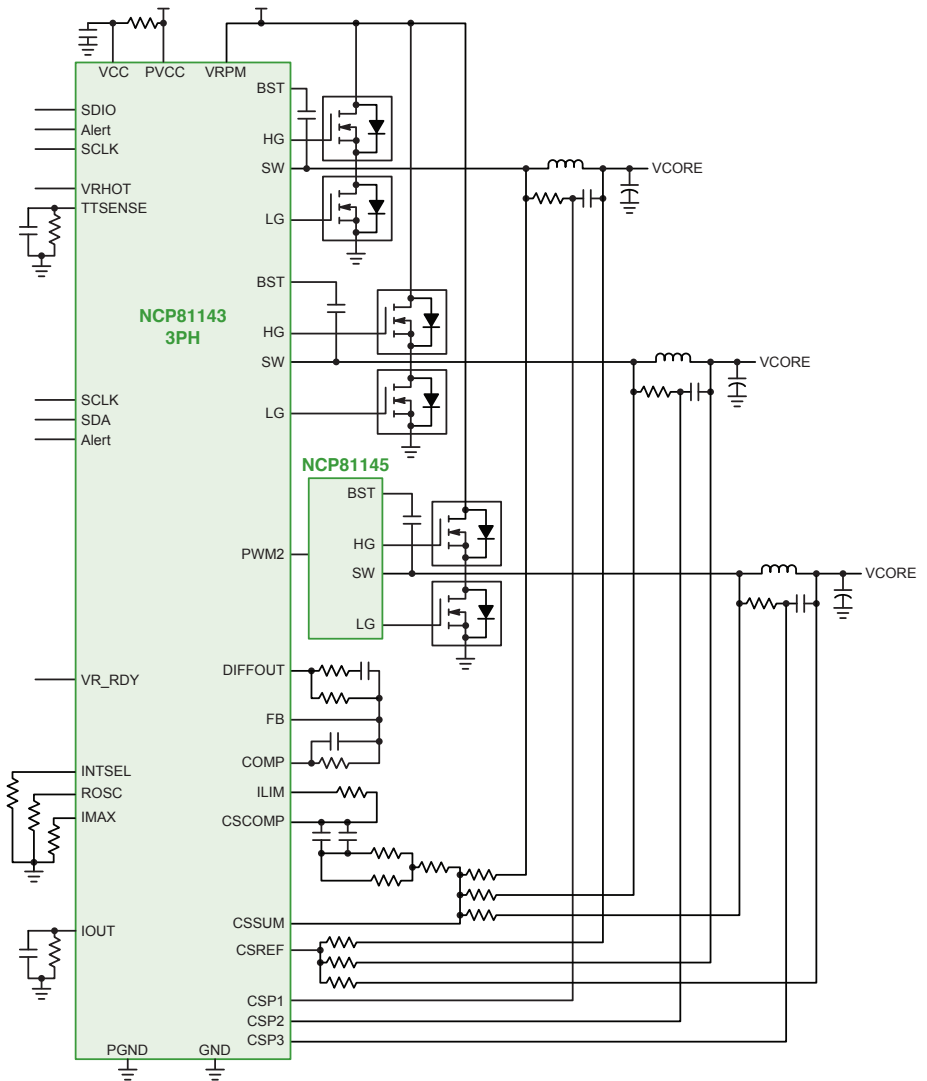 VCC PVCC VRPM
BST
SDIO
Alert
SCLK
HG
SW
VCORE
VRHOT
TTSENSE
LG
BST
NCP81143
3PH
HG
SW
VCORE
SCLK
SDA
Alert
LG
NCP81145
BST
HG
PWM2
SW
VCORE
LG
DIFFOUT
VR_RDY
FB
COMP
INTSEL
ROSC
IMAX
ILIM
CSCOMP
CSSUM
IOUT
CSREF
CSP1
CSP2
CSP3
PGND GND